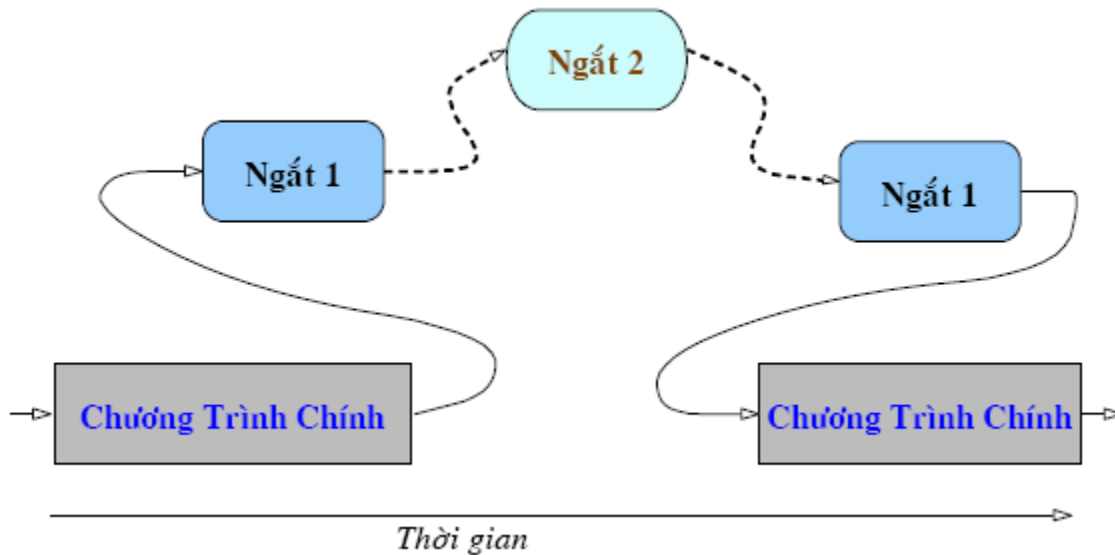 Ngắt 2
Ngắt 1
Ngắt 1
Chương Trình Chính
Chương Trình Chính
Thời gian